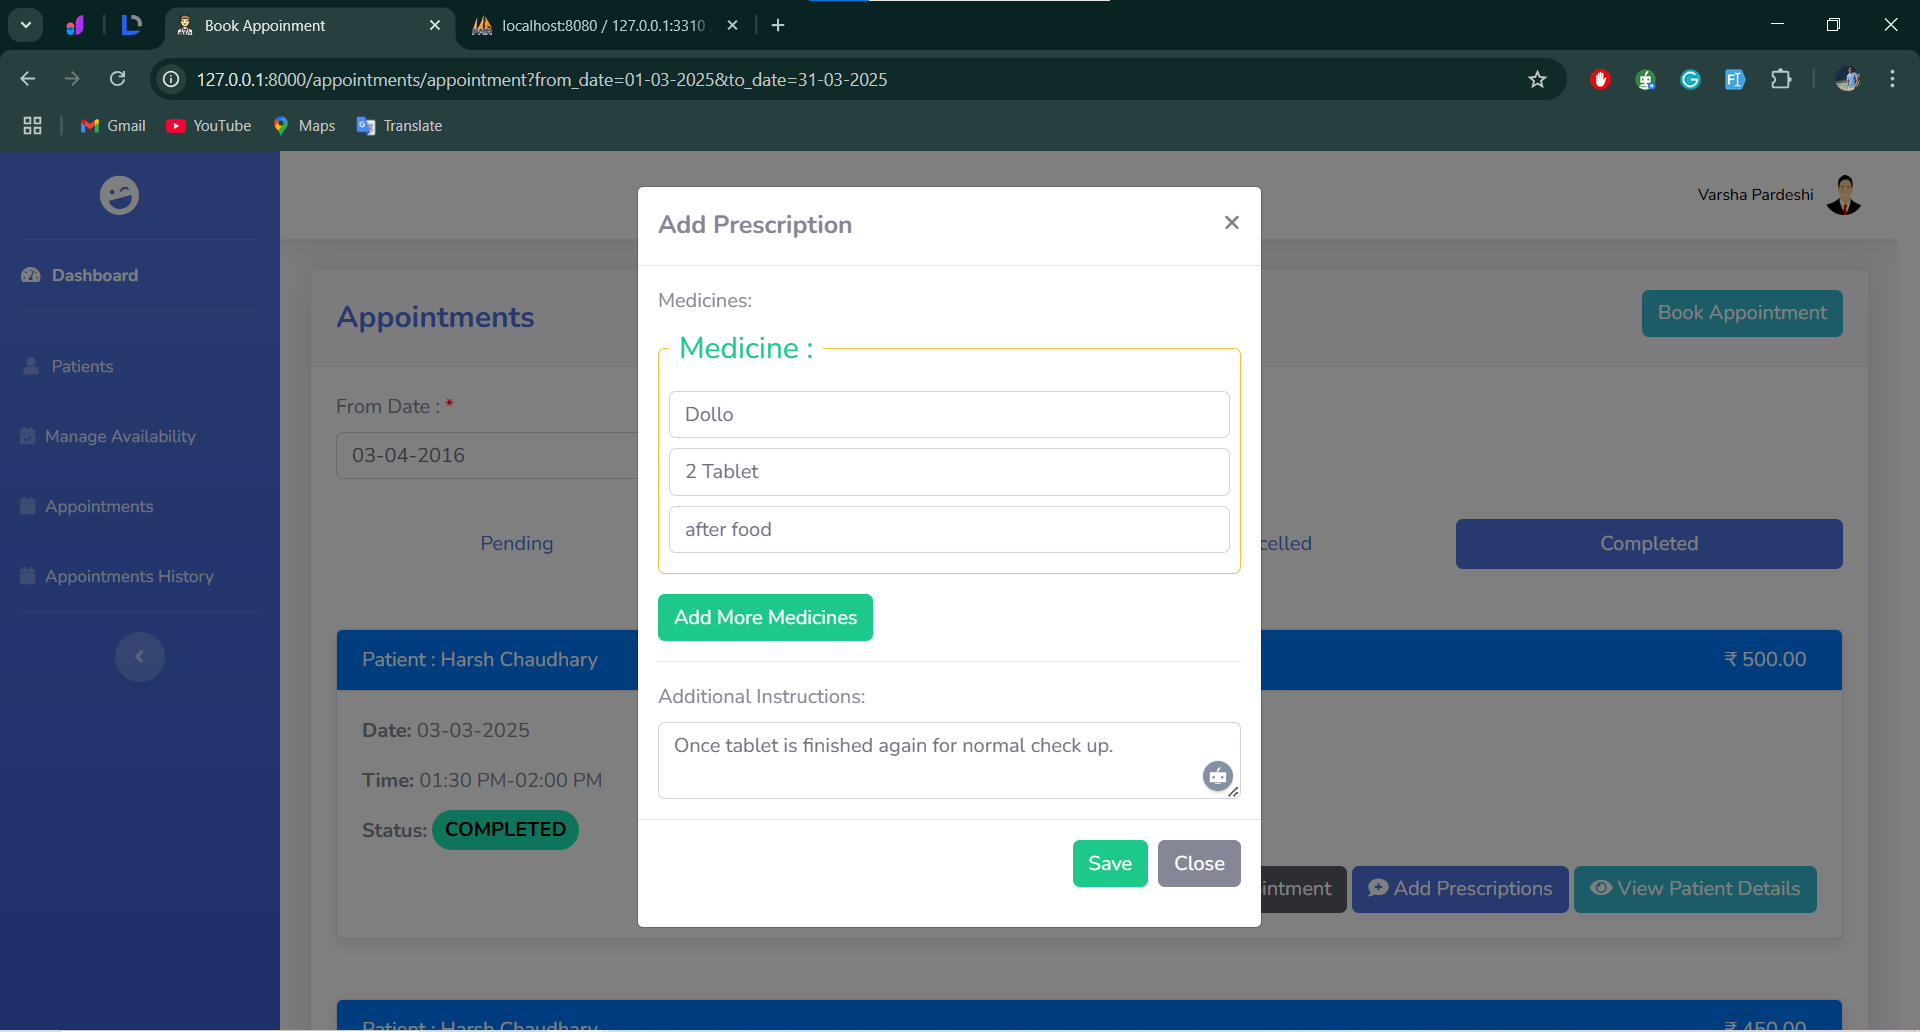 Book Appoinment
localhost:8080 / 127.0.0.1:3310
127.0.0.1:8000/appointments/appointment?from_date=01-03-2025&to_date=31-03-2025
Gmail
YouTube
Maps
Translate
Varsha Pardeshi
Dashboard
Patients
Manage Availability
Appointments
Appointments History
Appointments
Book Appointment
From Date : *
03-04-2016
Pending
celled
Completed
Patient : Harsh Chaudhary
₹ 500.00
Date: 03-03-2025
Time: 01:30 PM-02:00 PM
Status: COMPLETED
intment
Add Prescriptions
View Patient Details
Patient : Harsh Chaudhary
₹ 450.00
Add Prescription
Medicines:
Medicine :
Dollo
2 Tablet
after food
Add More Medicines
Additional Instructions:
Once tablet is finished again for normal check up.
Save
Close